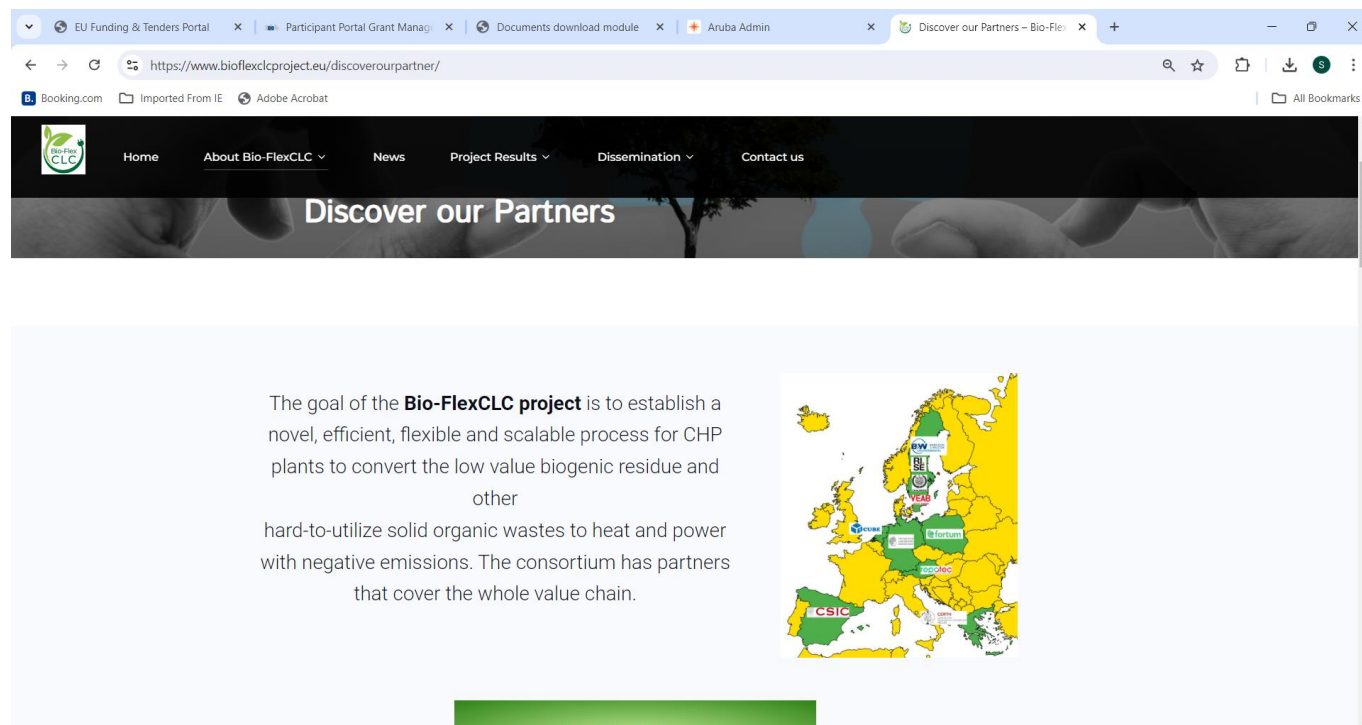 EU Funding & Tenders Portal
Participant Portal Grant Manag
Documents download module
Aruba Admin
Discover our Partners – Bio-Flex
https://www.bioflexclcproject.eu/discoverourpartner/
S
B. Booking.com
Imported From IE
Adobe Acrobat
All Bookmarks
Bio-Flex
CLC
Home
About Bio-FlexCLC
News
Project Results
Dissemination
Contact us
Discover our Partners
The goal of the Bio-FlexCLC project is to establish a
novel, efficient, flexible and scalable process for CHP
plants to convert the low value biogenic residue and
other
hard-to-utilize solid organic wastes to heat and power
with negative emissions. The consortium has partners
that cover the whole value chain.
BW
RI.
SE
VEAB
CUBE
fortum
repotec
CSIC
CERTH